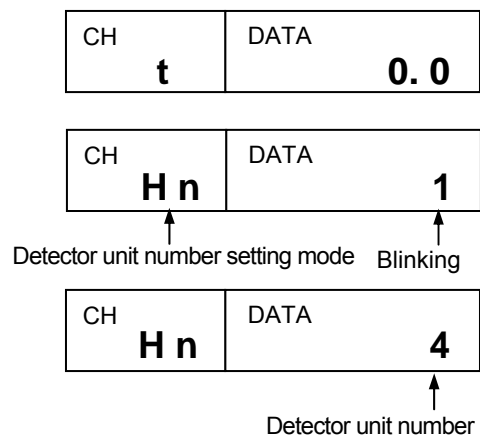 CH DATA
t 0. 0
CH DATA
H n 1
Detector unit number setting mode Blinking
CH DATA
H n 4
Detector unit number